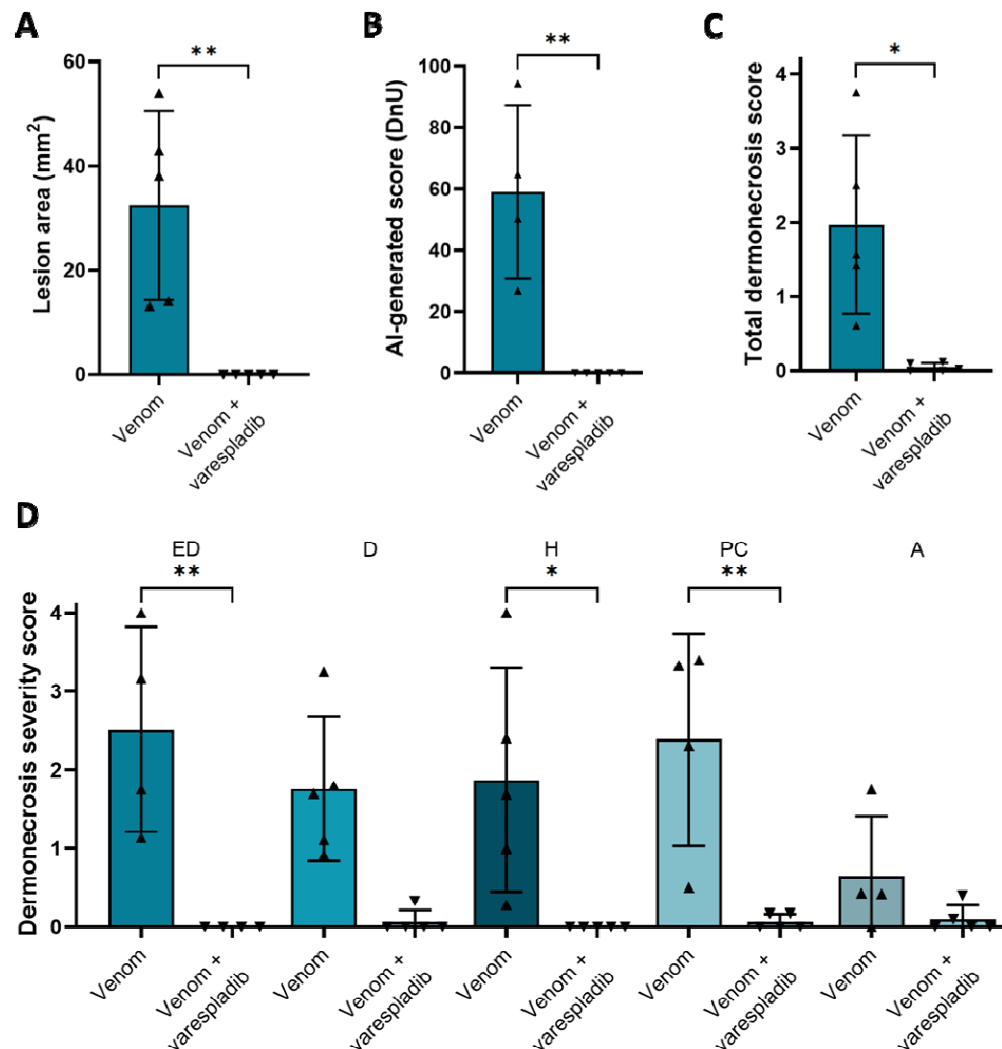 A
**
60
40
20
0
Lesion area (mm²)
Venom
Venom +
varespladib
B
**
100
80
60
40
20
0
AI-generated score (DnU)
Venom
Venom +
varespladib
C
*
4
3
2
1
0
Total dermonecrosis score
Venom
Venom +
varespladib
D
ED
D
H
PC
A
**
*
**
4
3
2
1
0
Dermonecrosis severity score
Venom
Venom +
varespladib
Venom
Venom +
varespladib
Venom
Venom +
varespladib
Venom
Venom +
varespladib
Venom
Venom +
varespladib